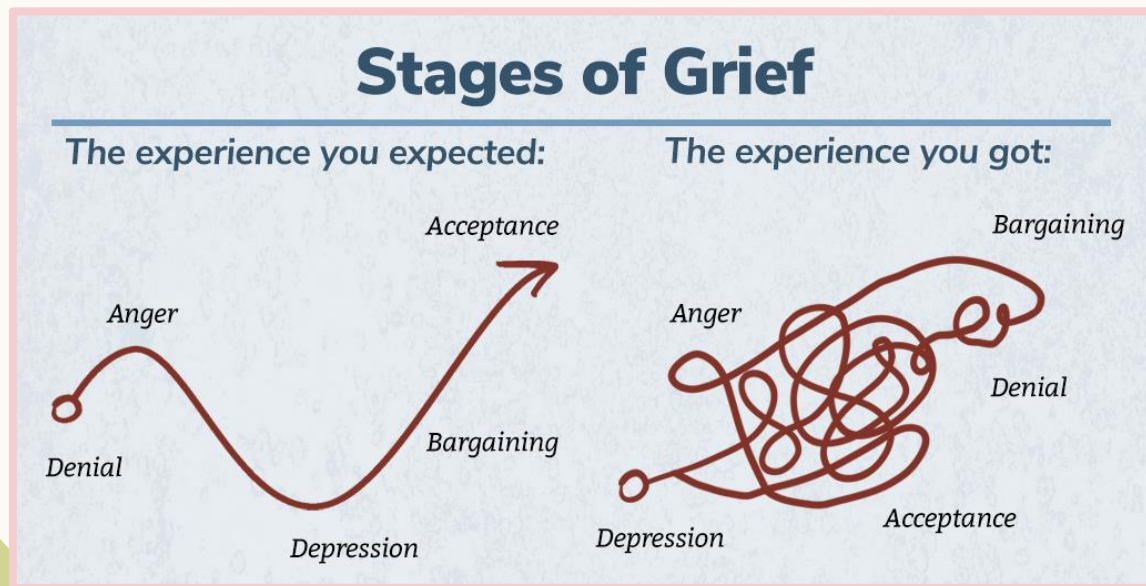 Stages of Grief
The experience you expected:
Acceptance
Anger
Bargaining
Denial
Depression
The experience you got:
Bargaining
Anger
Denial
Acceptance
Depression